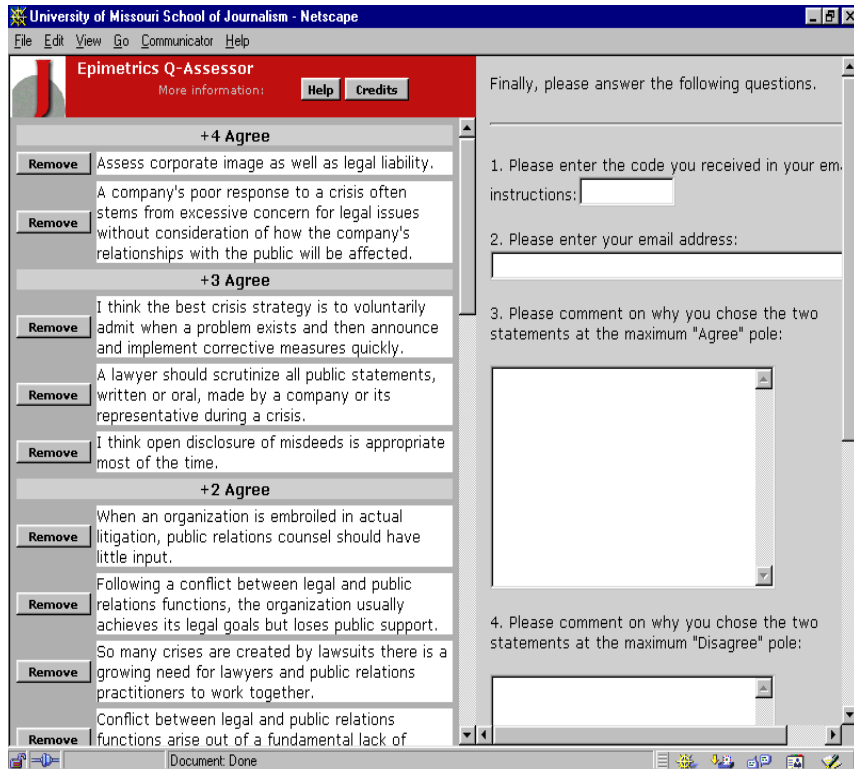 University of Missouri School of Journalism - Netscape
File Edit View Go Communicator Help
J
Epimetrics Q-Assessor
More information:
Help
Credits
+4 Agree
Remove
Assess corporate image as well as legal liability.
Remove
A company's poor response to a crisis often
stems from excessive concern for legal issues
without consideration of how the company's
relationships with the public will be affected.
+3 Agree
Remove
I think the best crisis strategy is to voluntarily
admit when a problem exists and then announce
and implement corrective measures quickly.
Remove
A lawyer should scrutinize all public statements,
written or oral, made by a company or its
representative during a crisis.
Remove
I think open disclosure of misdeeds is appropriate
most of the time.
+2 Agree
Remove
When an organization is embroiled in actual
litigation, public relations counsel should have
little input.
Remove
Following a conflict between legal and public
relations functions, the organization usually
achieves its legal goals but loses public support.
Remove
So many crises are created by lawsuits there is a
growing need for lawyers and public relations
practitioners to work together.
Remove
Conflict between legal and public relations
functions arise out of a fundamental lack of
Finally, please answer the following questions.
1. Please enter the code you received in your em
instructions:
2. Please enter your email address:
3. Please comment on why you chose the two
statements at the maximum "Agree" pole:
4. Please comment on why you chose the two
statements at the maximum "Disagree" pole:
Document: Done